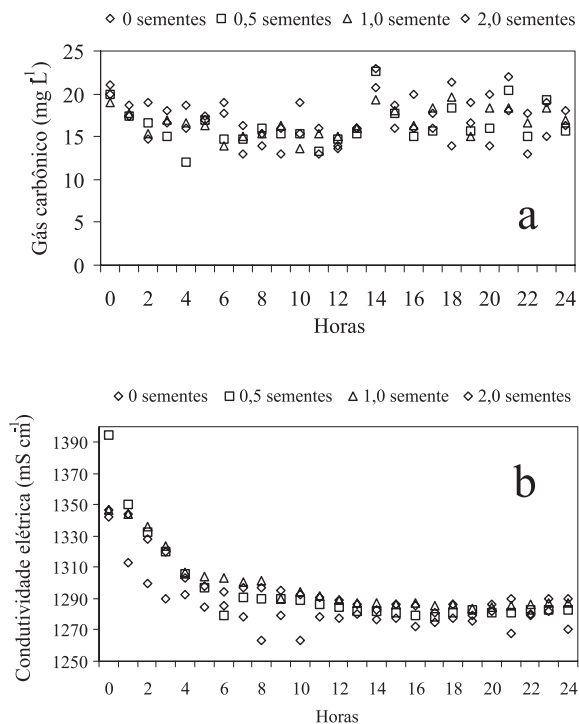 ◇ 0 sementes □ 0,5 sementes △ 1,0 semente ◇ 2,0 sementes
Gás carbônico (mg L-1)
25
20
15
10
5
0
a
0 2 4 6 8 10 12 14 16 18 20 22 24
Horas
◇ 0 sementes □ 0,5 sementes △ 1,0 semente ◇ 2,0 sementes
Condutividade elétrica (mS cm-1)
1390
1350
1330
1310
1290
1270
1250
b
0 2 4 6 8 10 12 14 16 18 20 22 24
Horas